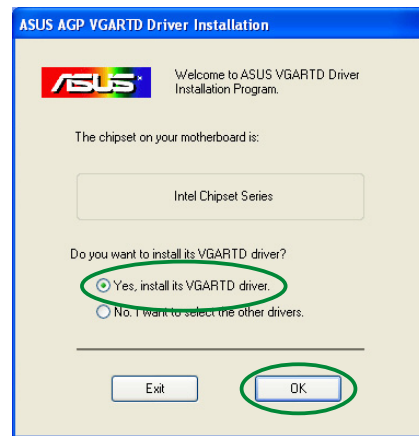 ASUS AGP VGARTD Driver Installation
ASUS
Welcome to ASUS VGARTD Driver
Installation Program.
The chipset on your motherboard is:
Intel Chipset Series
Do you want to install its VGARTD driver?
Yes, install its VGARTD driver.
No. I want to select the other drivers.
Exit
OK